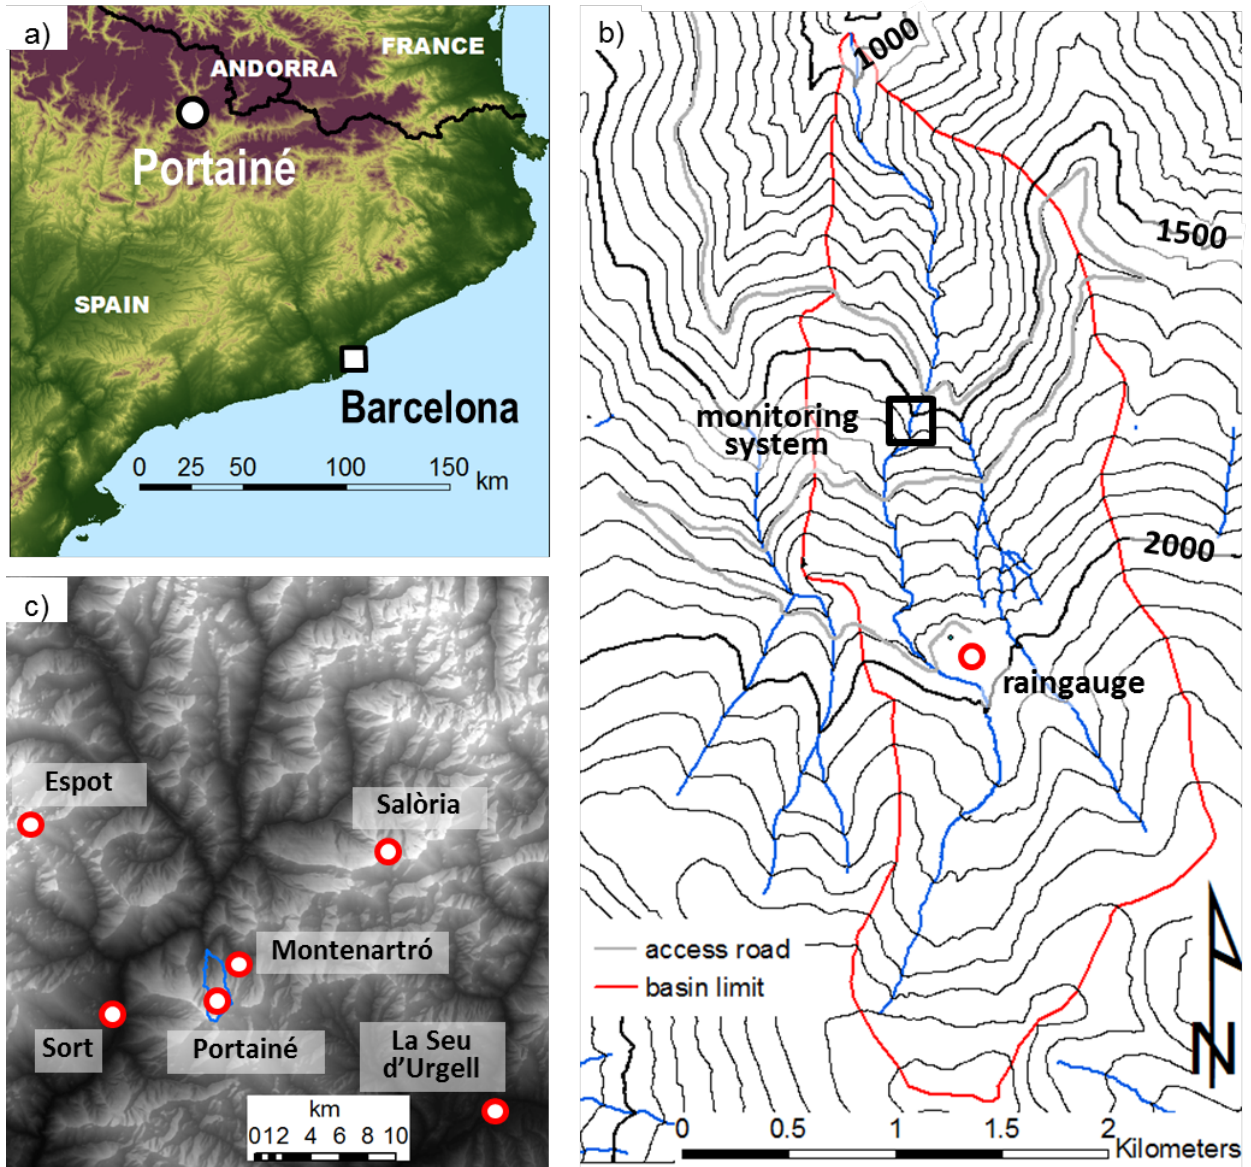 a)
FRANCE
ANDORRA
Portainé
SPAIN
Barcelona
0 25 50 100 150
km
b)
1000
1500
monitoring
system
2000
raingauge
access road
basin limit
N
0 0.5 1 1.5 2
Kilometers
c)
Espot
Salòria
Montenartró
Sort
Portainé
La Seu
d'Urgell
km
0 1 2 4 6 8 10